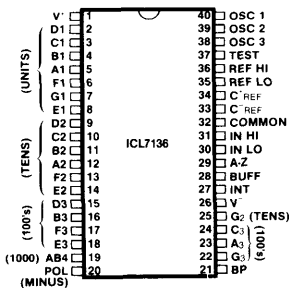 V+ 1 40 OSC 1
D1 2 39 OSC 2
C1 3 38 OSC 3
B1 4 37 TEST
(UNITS) A1 5 36 REF HI
F1 6 35 REF LO
G1 7 34 C+REF
E1 8 33 C-REF
D2 9 32 COMMON
C2 10 31 IN HI
B2 11 ICL7136 30 IN LO
(TENS) A2 12 29 A-Z
F2 13 28 BUFF
E2 14 27 INT
D3 15 26 V-
(100's) B3 16 25 G2 (TENS)
F3 17 24 C3
E3 18 23 A3 (100's)
(1000) AB4 19 22 G3
POL 20 21 BP
(MINUS)